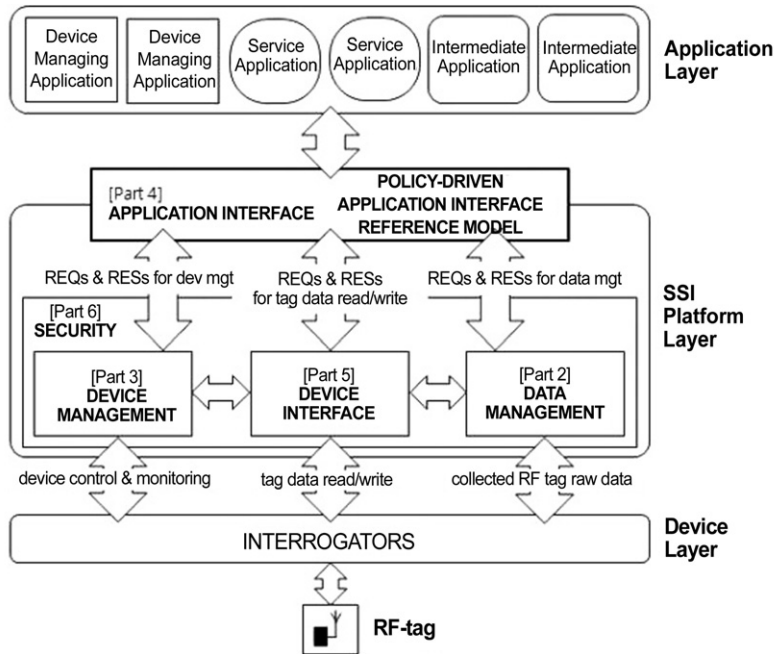 Device
Managing
Application
Device
Managing
Application
Service
Application
Service
Application
Intermediate
Application
Intermediate
Application
Application
Layer
[Part 4]
APPLICATION INTERFACE
POLICY-DRIVEN
APPLICATION INTERFACE
REFERENCE MODEL
REQs & RESs for dev mgt
REQs & RESs
for tag data read/write
REQs & RESs for data mgt
SSI
Platform
Layer
[Part 6]
SECURITY
[Part 3]
DEVICE
MANAGEMENT
[Part 5]
DEVICE
INTERFACE
[Part 2]
DATA
MANAGEMENT
device control & monitoring
tag data read/write
collected RF tag raw data
INTERROGATORS
Device
Layer
RF-tag